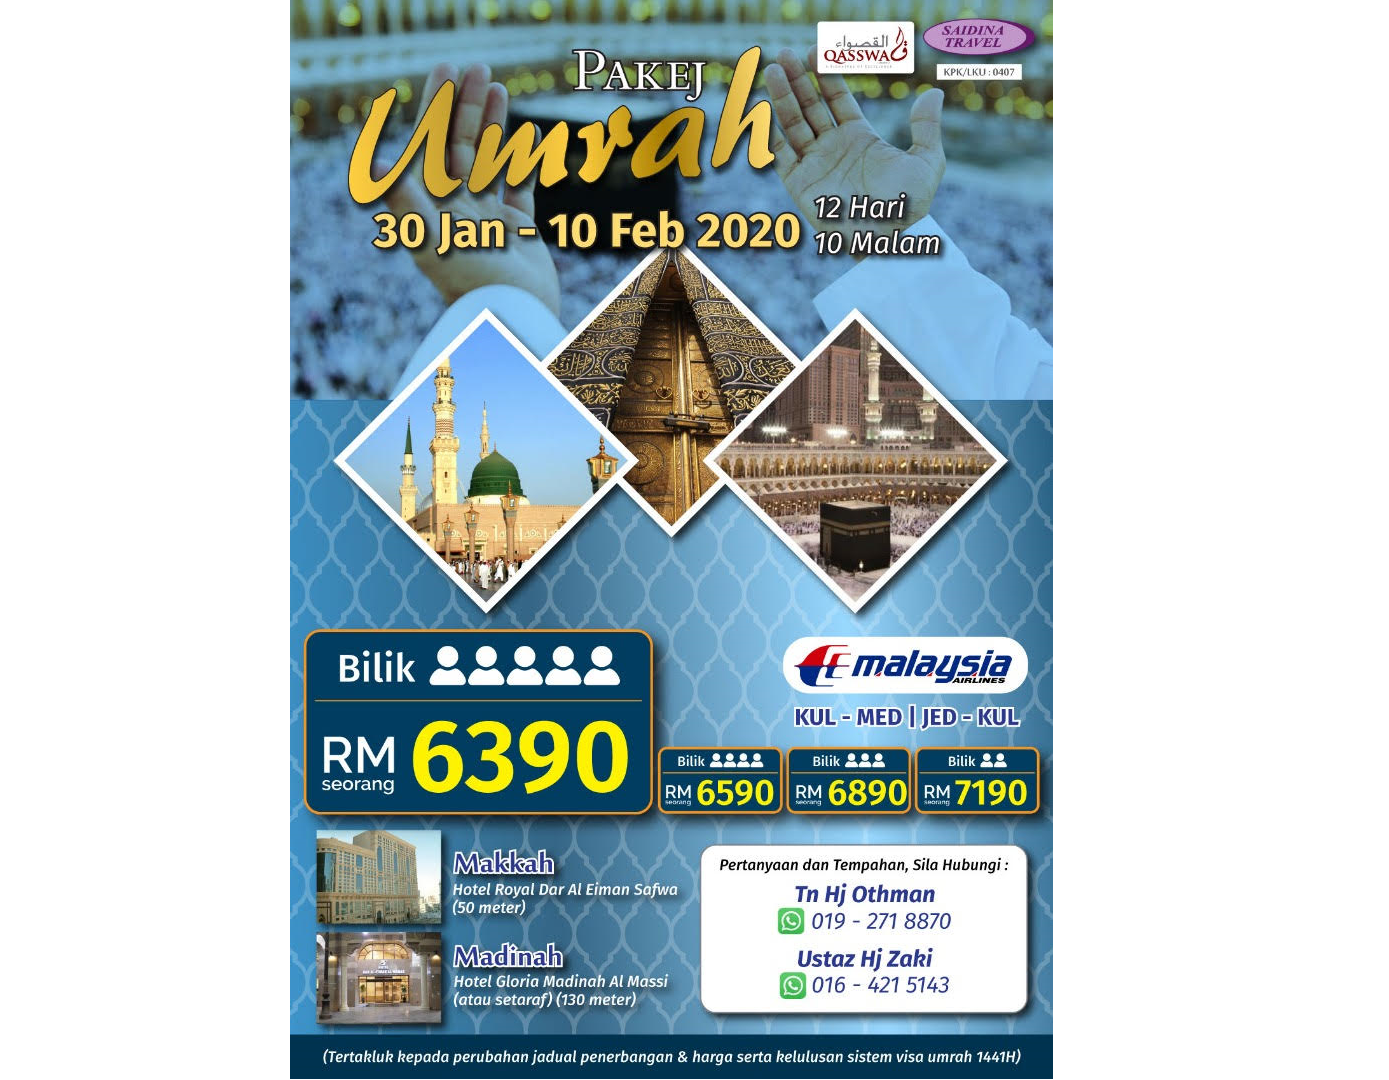 القصواء
QASSWA
SAIDINA
TRAVEL
KPK/LKU : 0407
PAKEJ
Umrah
30 Jan - 10 Feb 2020
12 Hari
10 Malam
Bilik
RM
seorang
6390
malaysia
AIRLINES
KUL - MED | JED - KUL
Bilik
RM
seorang
6590
Bilik
RM
seorang
6890
Bilik
RM
seorang
7190
Makkah
Hotel Royal Dar Al Eiman Safwa
(50 meter)
Madinah
Hotel Gloria Madinah Al Massi
(atau setaraf) (130 meter)
Pertanyaan dan Tempahan, Sila Hubungi :
Tn Hj Othman
019 - 271 8870
Ustaz Hj Zaki
016 - 421 5143
(Tertakluk kepada perubahan jadual penerbangan & harga serta kelulusan sistem visa umrah 1441H)